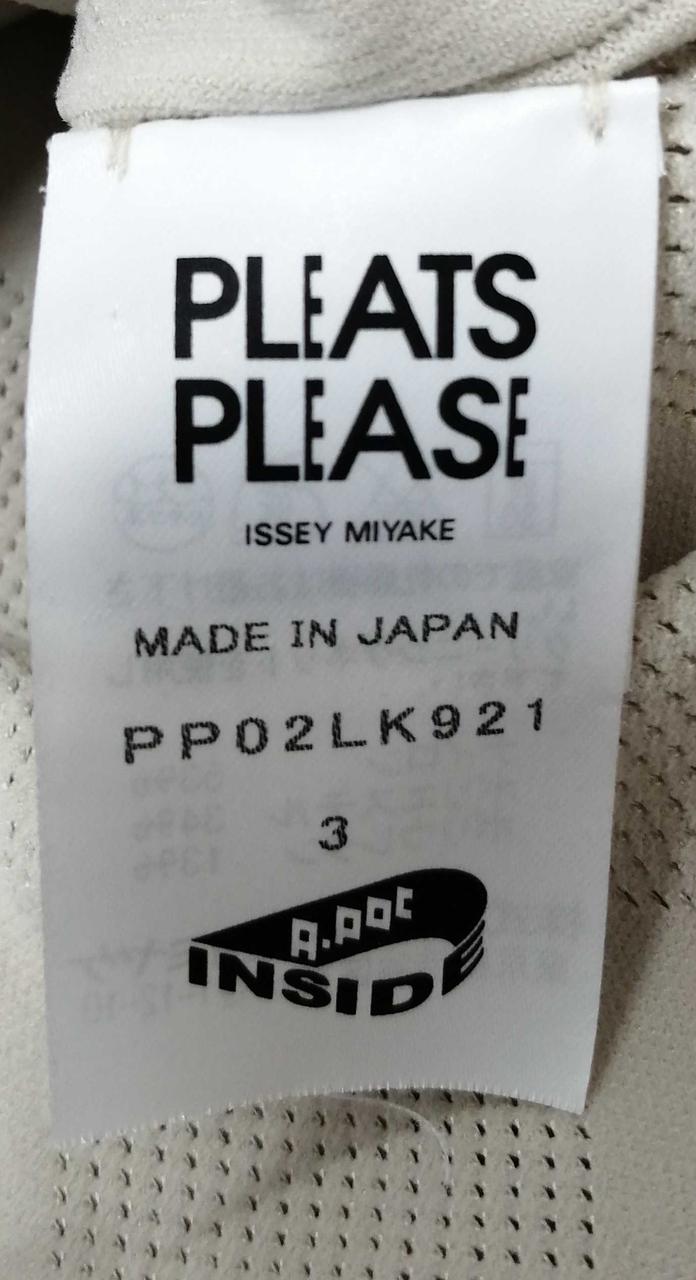 PLEATS
PLEASE
ISSEY MIYAKE
MADE IN JAPAN
PP02LK921
3
A.POC
INSIDE